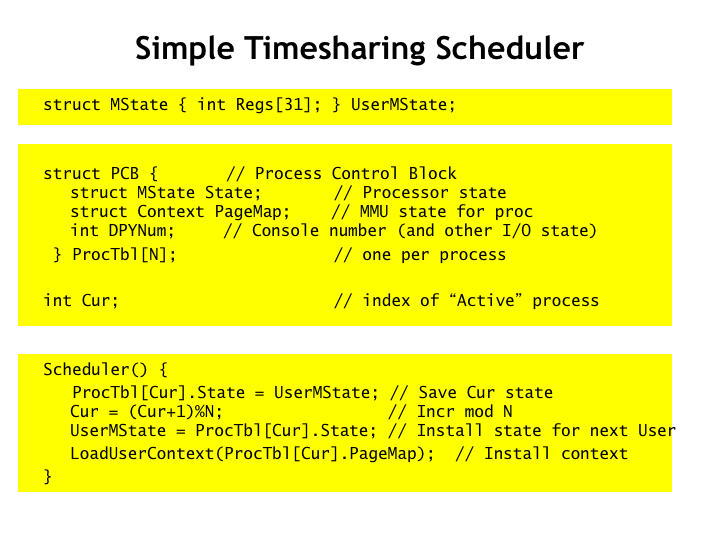 Simple Timesharing Scheduler
struct MState { int Regs[31]; } UserMState;
struct PCB { // Process Control Block
struct MState State; // Processor state
struct Context PageMap; // MMU state for proc
int DPYNum; // Console number (and other I/O state)
} ProcTbl[N]; // one per process
int Cur; // index of “Active” process
Scheduler() {
ProcTbl[Cur].State = UserMState; // Save Cur state
Cur = (Cur+1)%N; // Incr mod N
UserMState = ProcTbl[Cur].State; // Install state for next User
LoadUserContext(ProcTbl[Cur].PageMap); // Install context
}